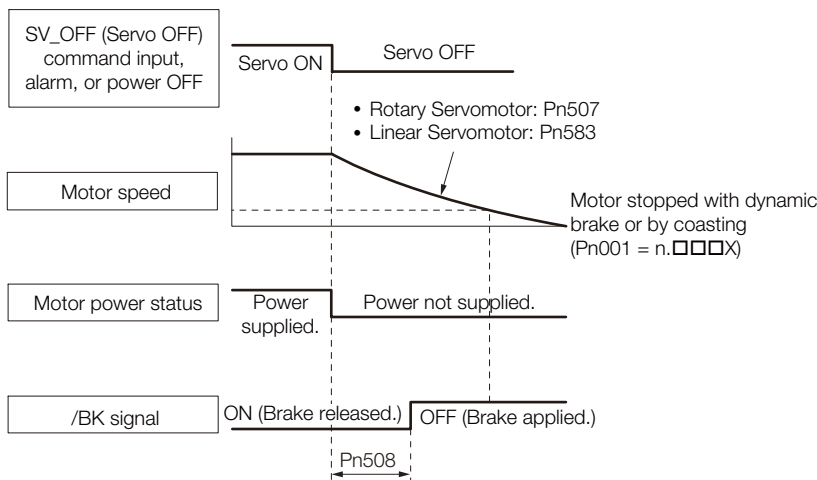 SV_OFF (Servo OFF)
command input,
alarm, or power OFF
Servo ON
Servo OFF
• Rotary Servomotor: Pn507
• Linear Servomotor: Pn583
Motor speed
Motor stopped with dynamic
brake or by coasting
(Pn001 = n.□□□X)
Motor power status
Power
supplied.
Power not supplied.
/BK signal
ON (Brake released.)
OFF (Brake applied.)
Pn508